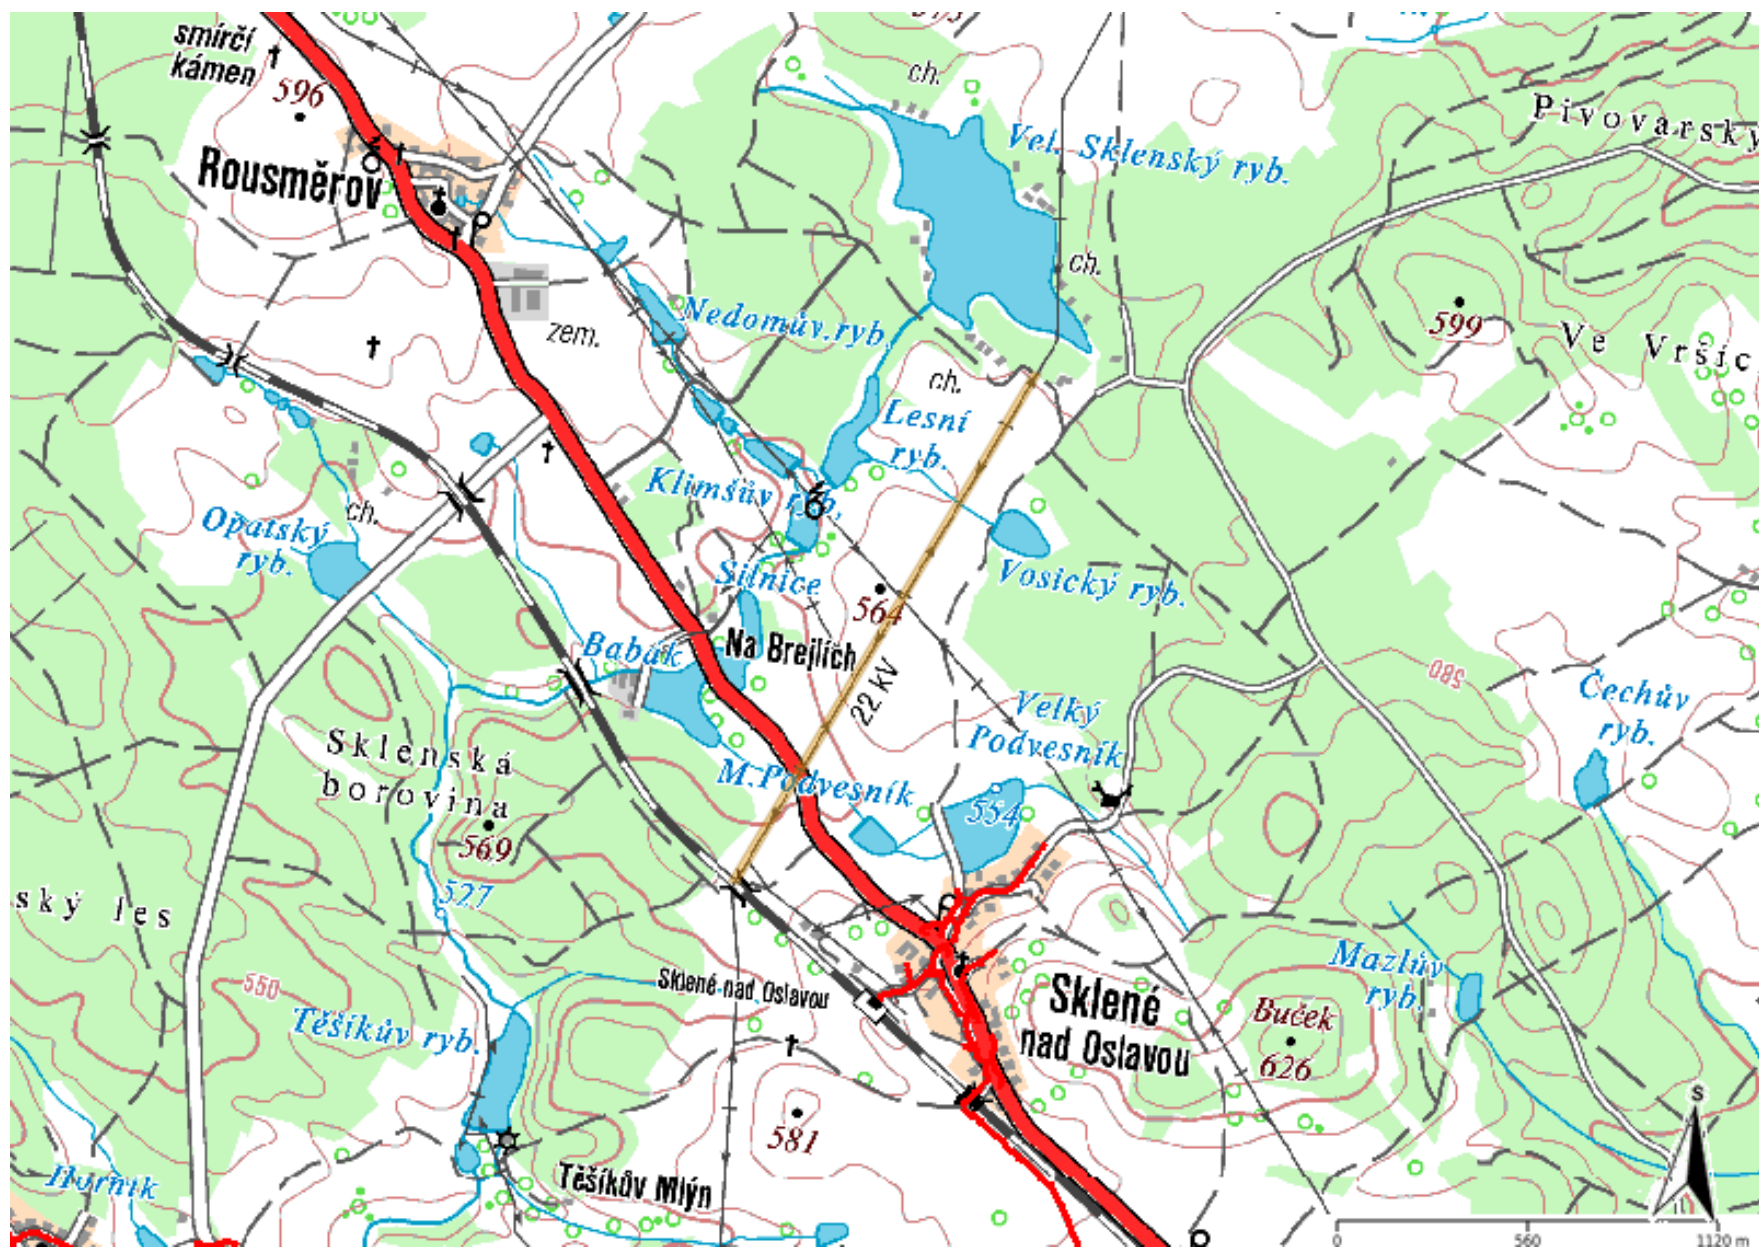 smírčí
kámen
596
ch.
Pivovarský
Vel. Sklenský ryb.
Rousměrov
ch.
zem.
Nedomův ryb.
599
Ve Vršíc
ch.
Lesní
ryb.
Klimšův ryb.
Opatský
ryb.
ch.
Silnice
Vosický ryb.
564
Babák
Na Brejlích
22 kV
580
Čechův
ryb.
Velký
Podvesník
Sklenská
borovina
M. Podvesník
554
569
527
ský les
550
Sklené nad Oslavou
Mazlův
ryb.
Sklené
nad Oslavou
Buček
626
Těšíkův ryb.
581
S
Těšíkův Mlýn
Hurník
0
560
1120 m